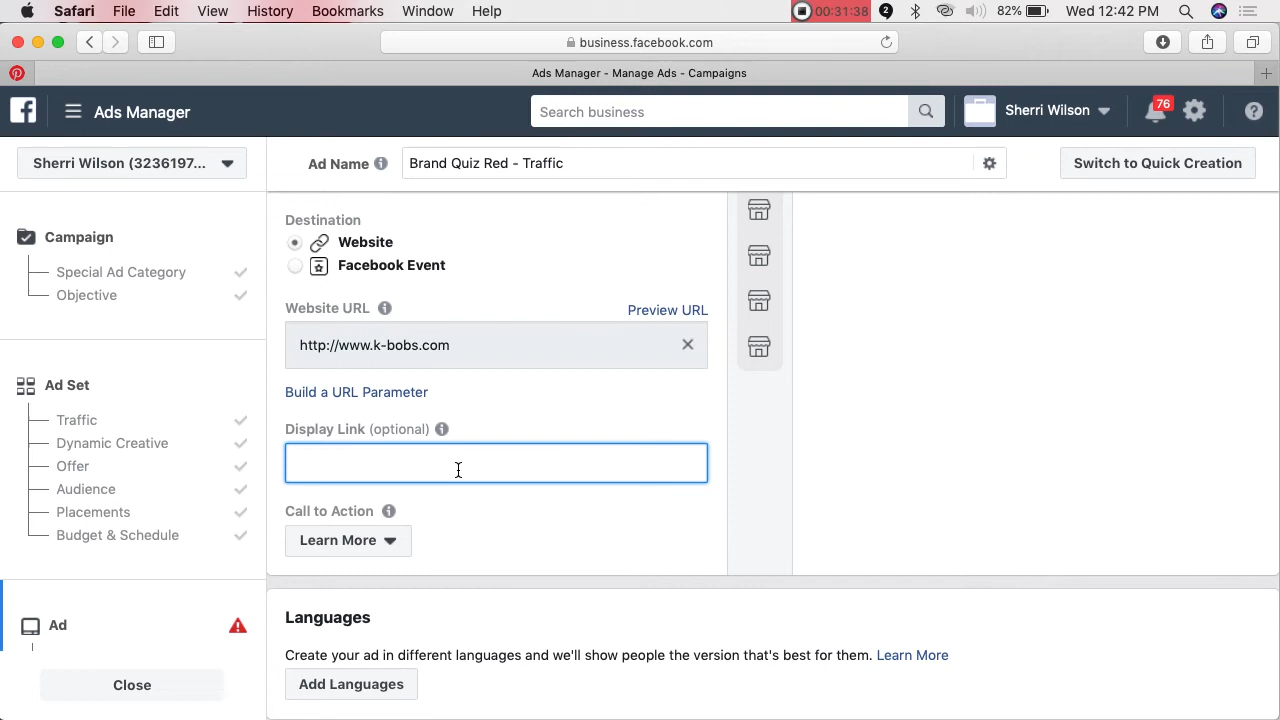 Safari File Edit View History Bookmarks Window Help 00:31:38 2 82% Wed 12:42 PM
business.facebook.com
Ads Manager - Manage Ads - Campaigns
Ads Manager Search business Sherri Wilson 76
Sherri Wilson (3236197... Ad Name Brand Quiz Red - Traffic Switch to Quick Creation
Campaign
Special Ad Category
Objective
Ad Set
Traffic
Dynamic Creative
Offer
Audience
Placements
Budget & Schedule
Ad
Close
Destination
Website
Facebook Event
Website URL Preview URL
http://www.k-bobs.com
Build a URL Parameter
Display Link (optional)
Call to Action
Learn More
Languages
Create your ad in different languages and we'll show people the version that's best for them. Learn More
Add Languages